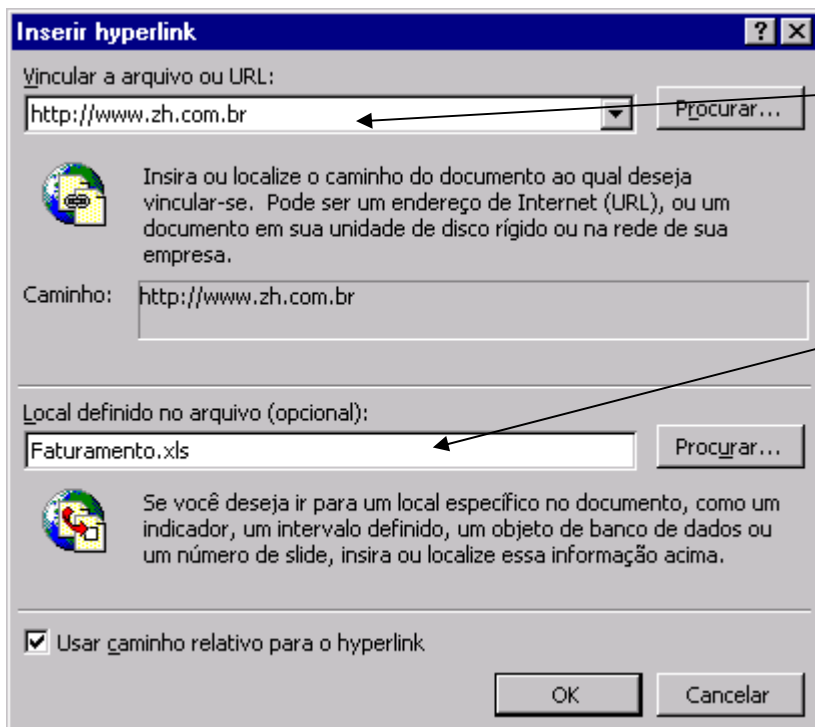 Inserir hyperlink
Vincular a arquivo ou URL:
http://www.zh.com.br
Procurar...
Insira ou localize o caminho do documento ao qual deseja
vincular-se. Pode ser um endereço de Internet (URL), ou um
documento em sua unidade de disco rígido ou na rede de sua
empresa.
Caminho:
http://www.zh.com.br
Local definido no arquivo (opcional):
Faturamento.xls
Procurar...
Se você deseja ir para um local específico no documento, como um
indicador, um intervalo definido, um objeto de banco de dados ou
um número de slide, insira ou localize essa informação acima.
Usar caminho relativo para o hyperlink
OK
Cancelar